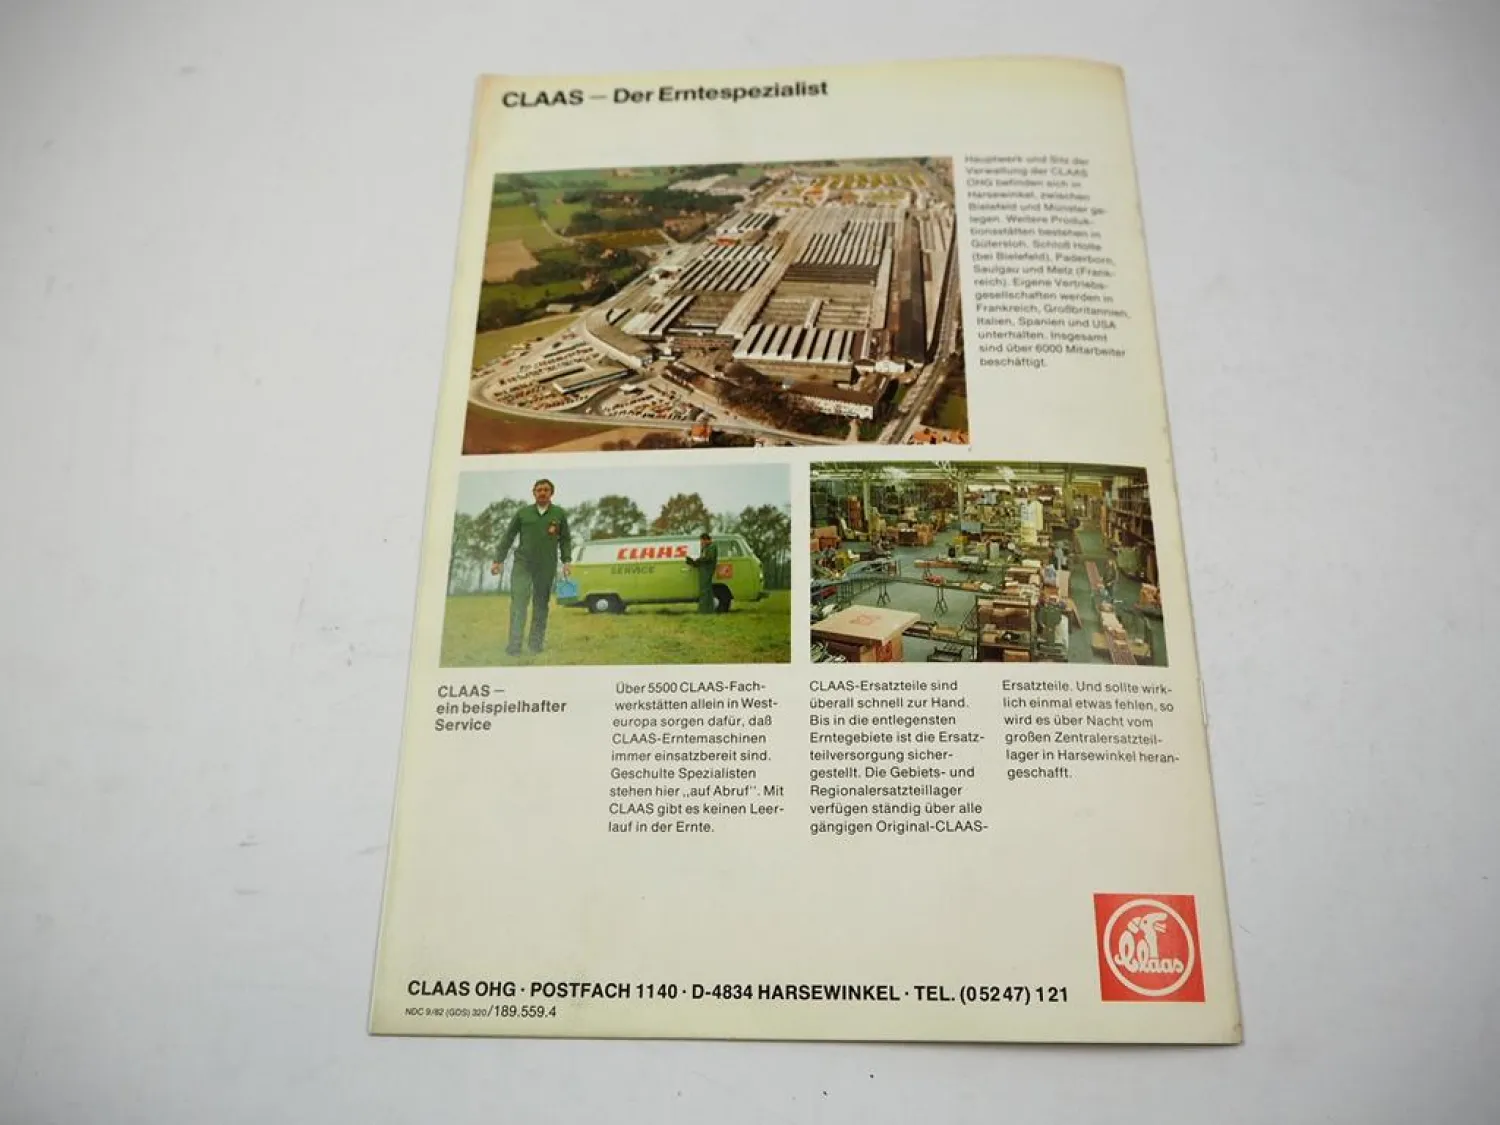 CLAAS – Der Erntespezialist
Hauptwerk und Sitz der
Verwaltung der CLAAS
OHG befinden sich in
Harsewinkel, zwischen
Bielefeld und Münster ge-
legen. Weitere Produk-
tionsstätten bestehen in
Gütersloh, Schloß Holte
(bei Bielefeld), Paderborn,
Saulgau und Metz (Frank-
reich). Eigene Vertriebs-
gesellschaften werden in
Frankreich, Großbritannien,
Italien, Spanien und USA
unterhalten. Insgesamt
sind über 6000 Mitarbeiter
beschäftigt.
CLAAS
SERVICE
CLAAS –
ein beispielhafter
Service
Über 5500 CLAAS-Fach-
werkstätten allein in West-
europa sorgen dafür, daß
CLAAS-Erntemaschinen
immer einsatzbereit sind.
Geschulte Spezialisten
stehen hier „auf Abruf". Mit
CLAAS gibt es keinen Leer-
lauf in der Ernte.
CLAAS-Ersatzteile sind
überall schnell zur Hand.
Bis in die entlegensten
Erntegebiete ist die Ersatz-
teilversorgung sicher-
gestellt. Die Gebiets- und
Regionalersatzteillager
verfügen ständig über alle
gängigen Original-CLAAS-
Ersatzteile. Und sollte wirk-
lich einmal etwas fehlen, so
wird es über Nacht vom
großen Zentralersatzteil-
lager in Harsewinkel heran-
geschafft.
Claas
CLAAS OHG · POSTFACH 1140 · D-4834 HARSEWINKEL · TEL. (0 52 47) 1 21
NDC 9/82 (GDS) 320/189.559.4